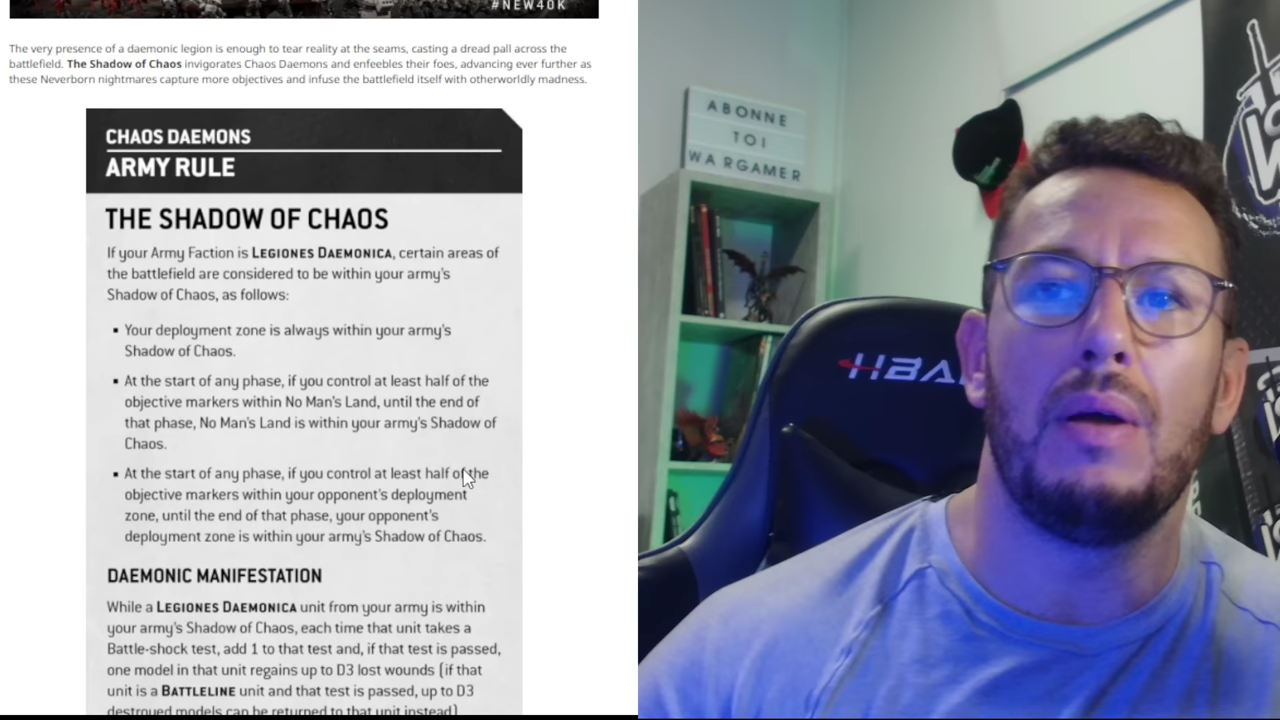 #NEW40K
The very presence of a daemonic legion is enough to tear reality at the seams, casting a dread pall across the
battlefield. The Shadow of Chaos invigorates Chaos Daemons and enfeebles their foes, advancing ever further as
these Neverborn nightmares capture more objectives and infuse the battlefield itself with otherworldly madness.
CHAOS DAEMONS
ARMY RULE
THE SHADOW OF CHAOS
If your Army Faction is LEGIONES DAEMONICA, certain areas of
the battlefield are considered to be within your army's
Shadow of Chaos, as follows:
▪ Your deployment zone is always within your army's
Shadow of Chaos.
▪ At the start of any phase, if you control at least half of the
objective markers within No Man's Land, until the end of
that phase, No Man's Land is within your army's Shadow of
Chaos.
▪ At the start of any phase, if you control at least half of the
objective markers within your opponent's deployment
zone, until the end of that phase, your opponent's
deployment zone is within your army's Shadow of Chaos.
DAEMONIC MANIFESTATION
While a LEGIONES DAEMONICA unit from your army is within
your army's Shadow of Chaos, each time that unit takes a
Battle-shock test, add 1 to that test and, if that test is passed,
one model in that unit regains up to D3 lost wounds (if that
unit is a BATTLELINE unit and that test is passed, up to D3
destroyed models can be returned to that unit instead)
ABONNE
TOI
WARGAMER